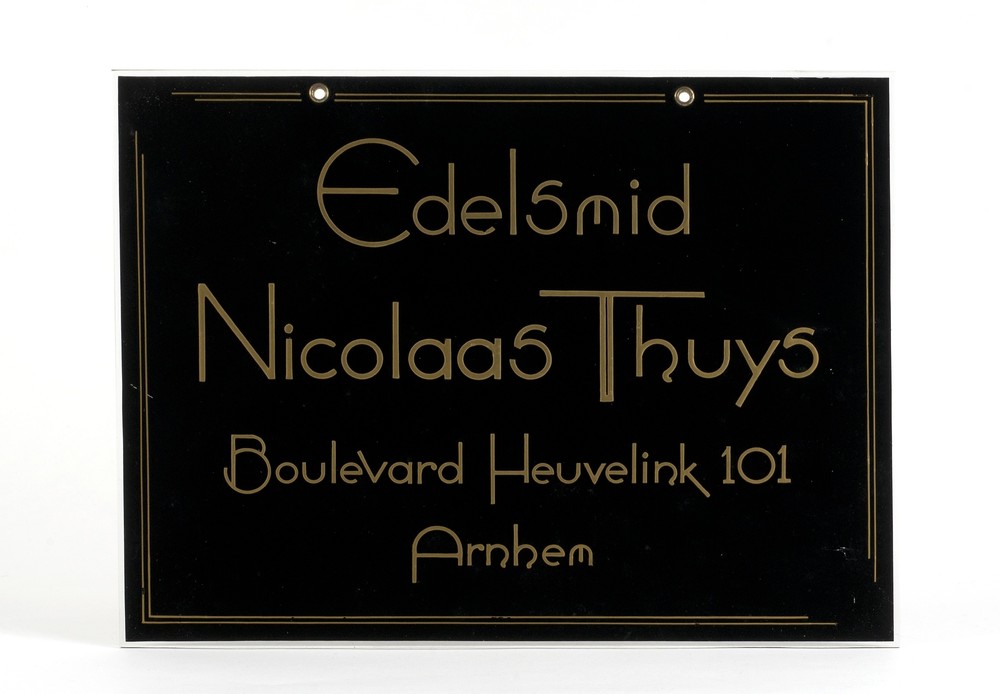 Edelsmid
Nicolaas Thuys
Boulevard Heuvelink 101
Arnhem